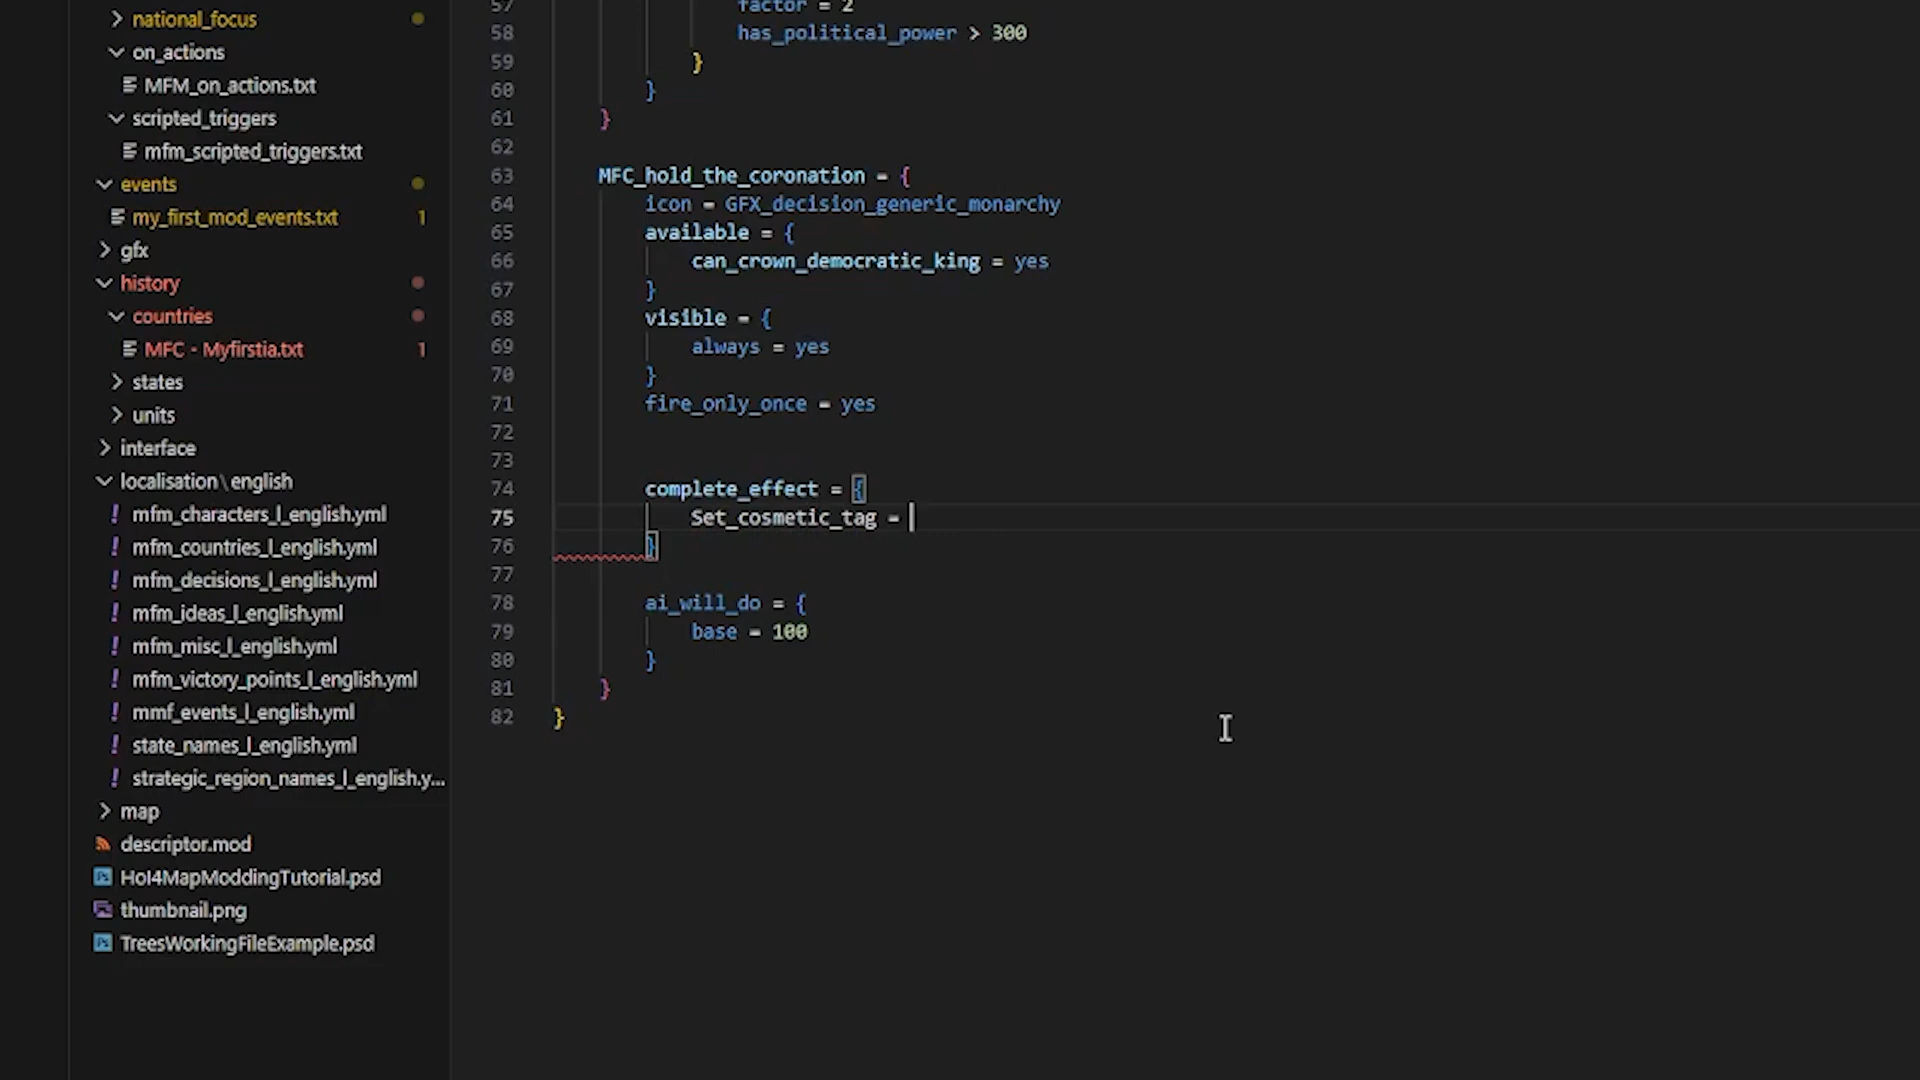 national_focus
on_actions
MFM_on_actions.txt
scripted_triggers
mfm_scripted_triggers.txt
events
my_first_mod_events.txt 1
gfx
history
countries
MFC - Myfirstia.txt 1
states
units
interface
localisation\english
mfm_characters_l_english.yml
mfm_countries_l_english.yml
mfm_decisions_l_english.yml
mfm_ideas_l_english.yml
mfm_misc_l_english.yml
mfm_victory_points_l_english.yml
mmf_events_l_english.yml
state_names_l_english.yml
strategic_region_names_l_english.y...
map
descriptor.mod
HoI4MapModdingTutorial.psd
thumbnail.png
TreesWorkingFileExample.psd
57 factor = 2
58 has_political_power > 300
59 }
60 }
61 }
62
63 MFC_hold_the_coronation = {
64 icon = GFX_decision_generic_monarchy
65 available = {
66 can_crown_democratic_king = yes
67 }
68 visible = {
69 always = yes
70 }
71 fire_only_once = yes
72
73
74 complete_effect = {
75 Set_cosmetic_tag =
76 }
77
78 ai_will_do = {
79 base = 100
80 }
81 }
82 }